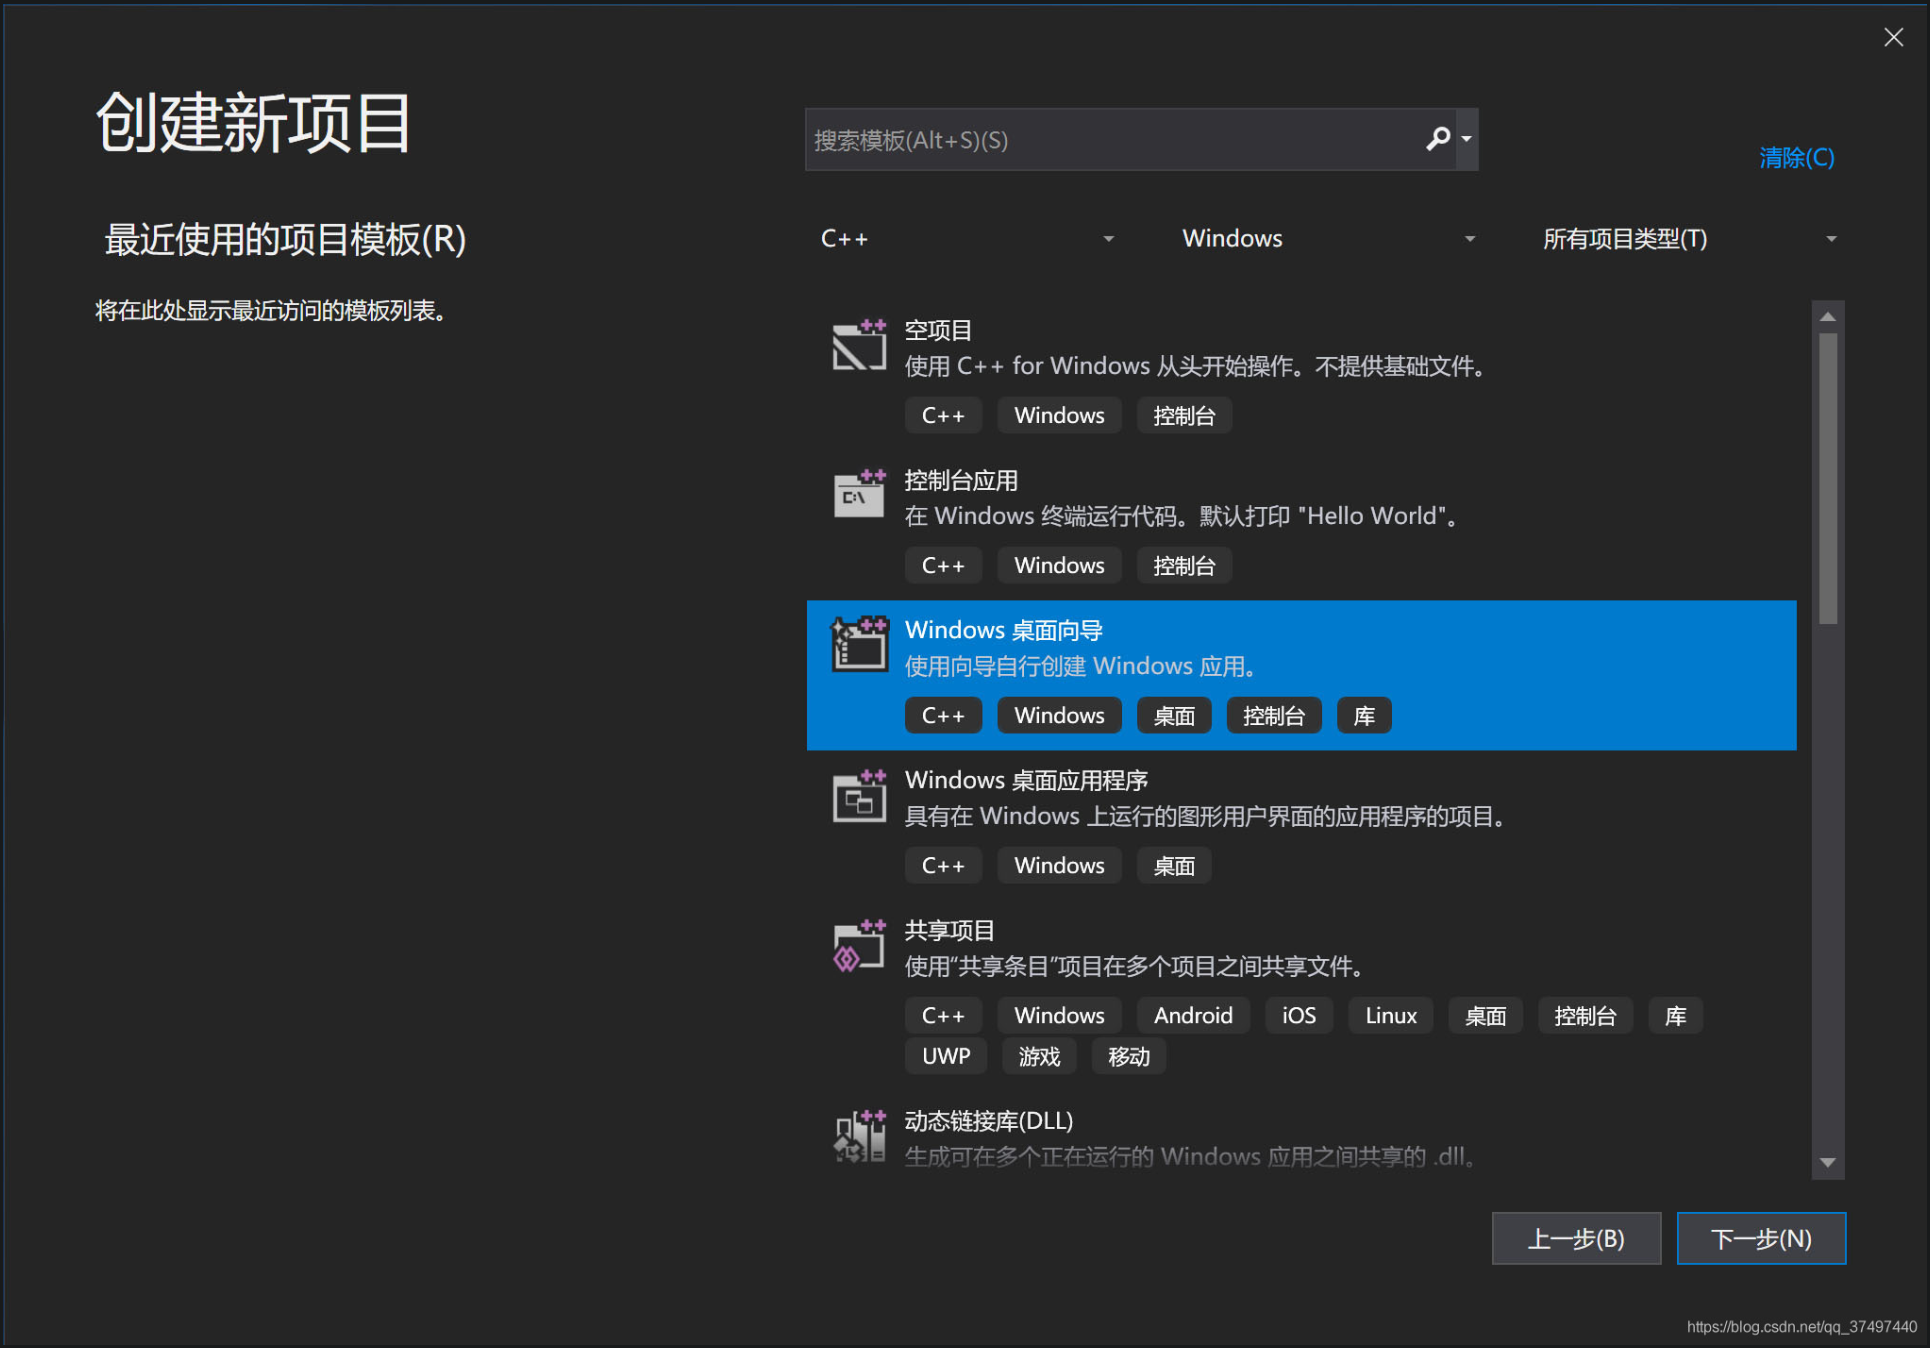 创建新项目
搜索模板(Alt+S)(S)
清除(C)
最近使用的项目模板(R)
将在此处显示最近访问的模板列表。
C++ Windows 所有项目类型(T)
++
空项目
使用 C++ for Windows 从头开始操作。不提供基础文件。
C++ Windows 控制台
++
C:\
控制台应用
在 Windows 终端运行代码。默认打印 "Hello World"。
C++ Windows 控制台
++
Windows 桌面向导
使用向导自行创建 Windows 应用。
C++ Windows 桌面 控制台 库
++
Windows 桌面应用程序
具有在 Windows 上运行的图形用户界面的应用程序的项目。
C++ Windows 桌面
++
共享项目
使用“共享条目”项目在多个项目之间共享文件。
C++ Windows Android iOS Linux 桌面 控制台 库
UWP 游戏 移动
++
动态链接库(DLL)
生成可在多个正在运行的 Windows 应用之间共享的 .dll。
上一步(B) 下一步(N)
https://blog.csdn.net/qq_37497440